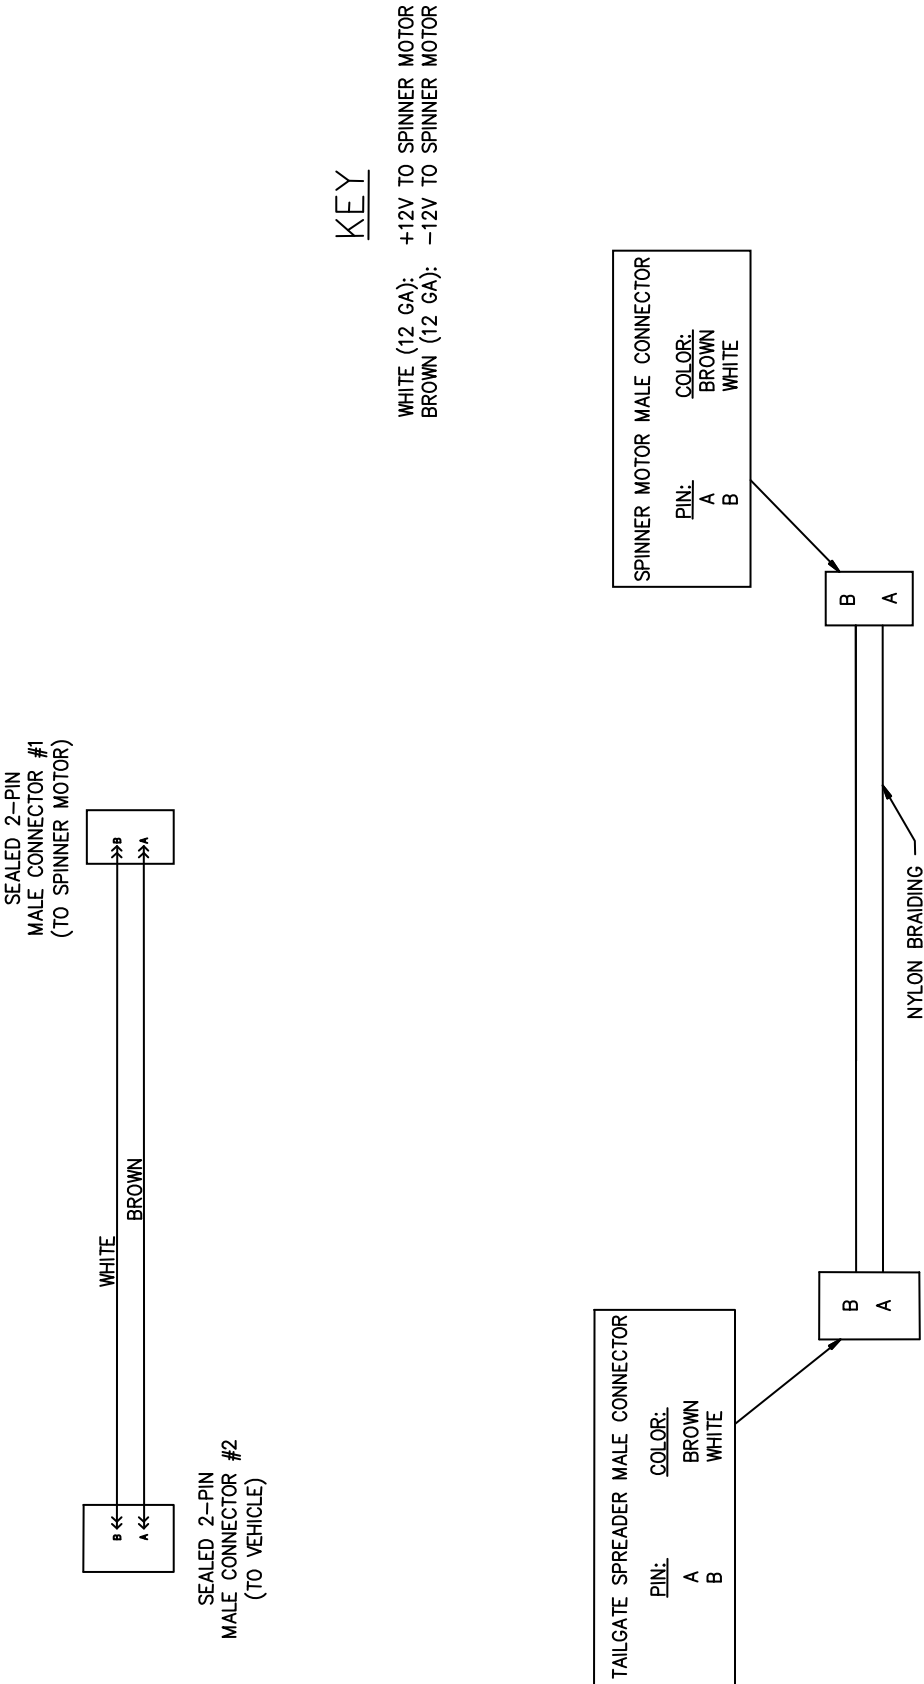 SEALED 2-PIN
MALE CONNECTOR #2
(TO VEHICLE)
B
A
WHITE
BROWN
SEALED 2-PIN
MALE CONNECTOR #1
(TO SPINNER MOTOR)
B
A
KEY
WHITE (12 GA): +12V TO SPINNER MOTOR
BROWN (12 GA): -12V TO SPINNER MOTOR
TAILGATE SPREADER MALE CONNECTOR
PIN: COLOR:
A BROWN
B WHITE
B
A
NYLON BRAIDING
SPINNER MOTOR MALE CONNECTOR
PIN: COLOR:
A BROWN
B WHITE
B
A